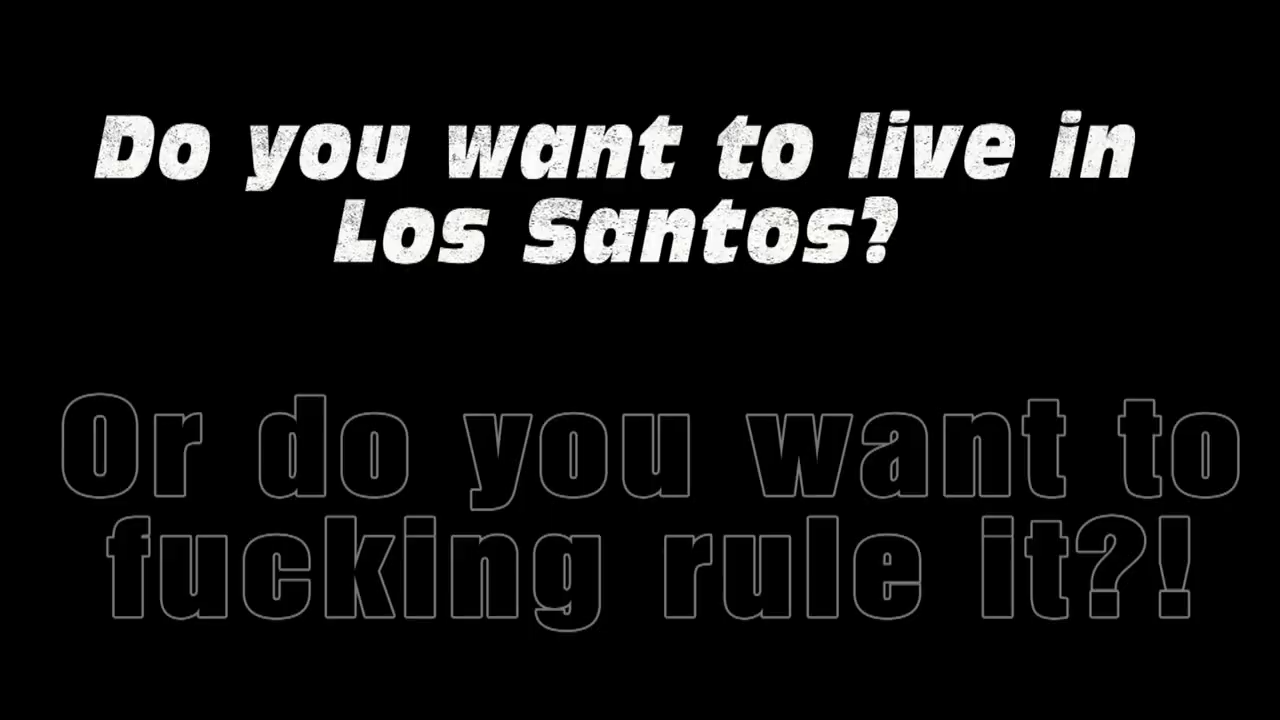 Do you want to live in
Los Santos?
Or do you want to
fucking rule it?!